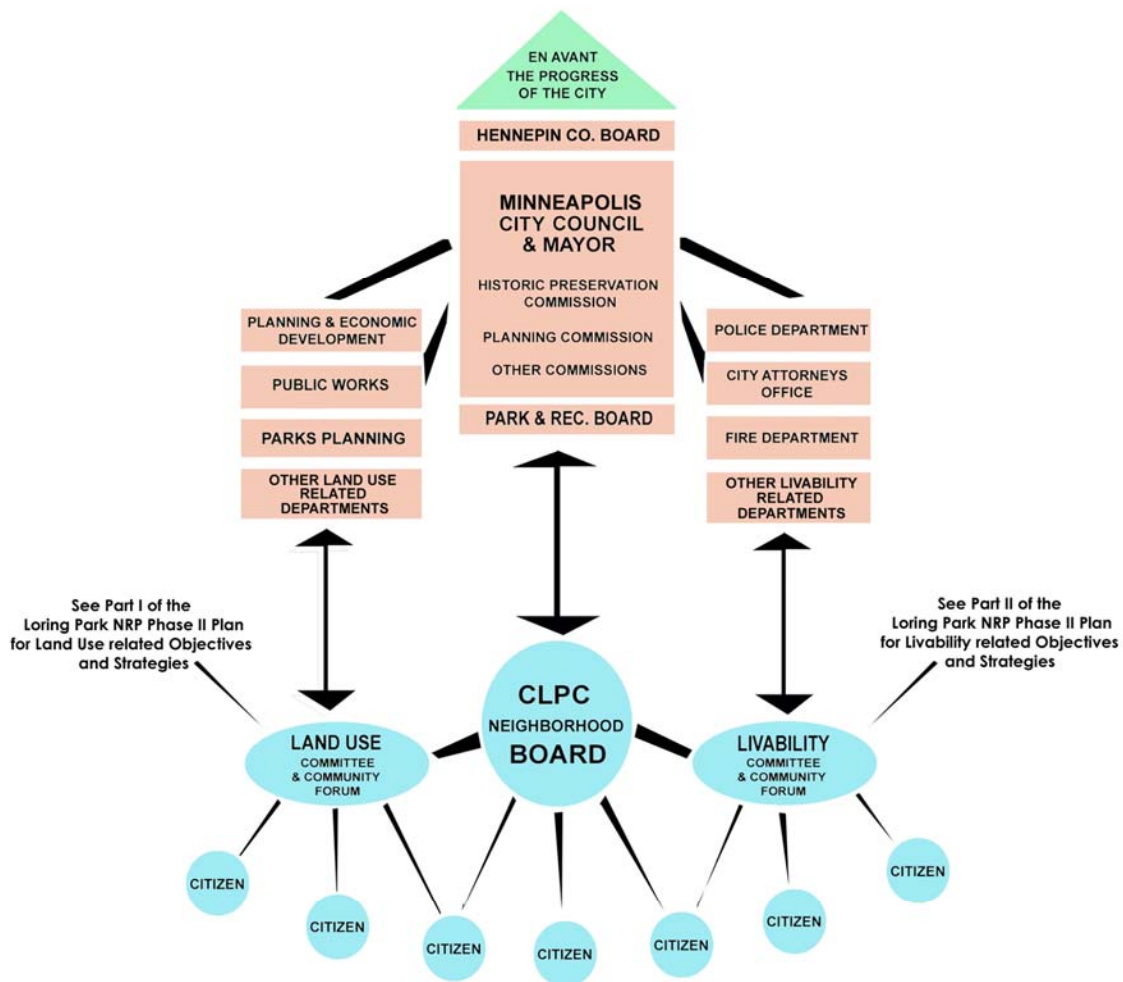 EN AVANT
THE PROGRESS
OF THE CITY
HENNEPIN CO. BOARD
MINNEAPOLIS
CITY COUNCIL
& MAYOR
HISTORIC PRESERVATION
COMMISSION
PLANNING COMMISSION
OTHER COMMISSIONS
PARK & REC. BOARD
PLANNING & ECONOMIC
DEVELOPMENT
PUBLIC WORKS
PARKS PLANNING
OTHER LAND USE
RELATED
DEPARTMENTS
POLICE DEPARTMENT
CITY ATTORNEYS
OFFICE
FIRE DEPARTMENT
OTHER LIVABILITY
RELATED
DEPARTMENTS
See Part I of the
Loring Park NRP Phase II Plan
for Land Use related Objectives
and Strategies
See Part II of the
Loring Park NRP Phase II Plan
for Livability related Objectives
and Strategies
LAND USE
COMMITTEE
& COMMUNITY
FORUM
CLPC
NEIGHBORHOOD
BOARD
LIVABILITY
COMMITTEE
& COMMUNITY
FORUM
CITIZEN
CITIZEN
CITIZEN
CITIZEN
CITIZEN
CITIZEN
CITIZEN